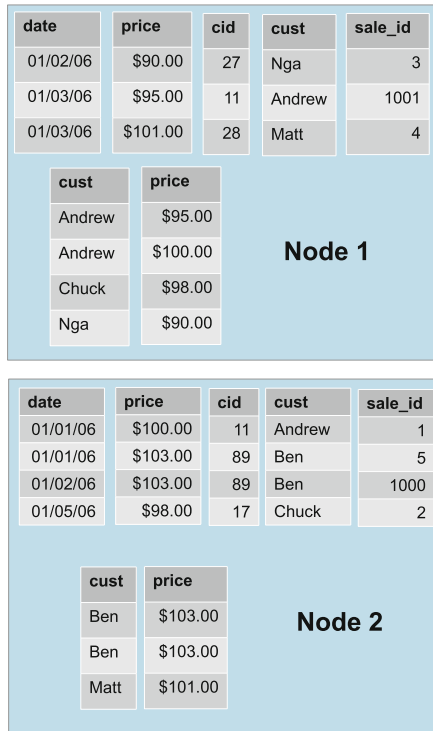 date price cid cust sale_id
01/02/06 $90.00 27 Nga 3
01/03/06 $95.00 11 Andrew 1001
01/03/06 $101.00 28 Matt 4
cust price
Andrew $95.00
Andrew $100.00
Chuck $98.00
Nga $90.00
Node 1
date price cid cust sale_id
01/01/06 $100.00 11 Andrew 1
01/01/06 $103.00 89 Ben 5
01/02/06 $103.00 89 Ben 1000
01/05/06 $98.00 17 Chuck 2
cust price
Ben $103.00
Ben $103.00
Matt $101.00
Node 2